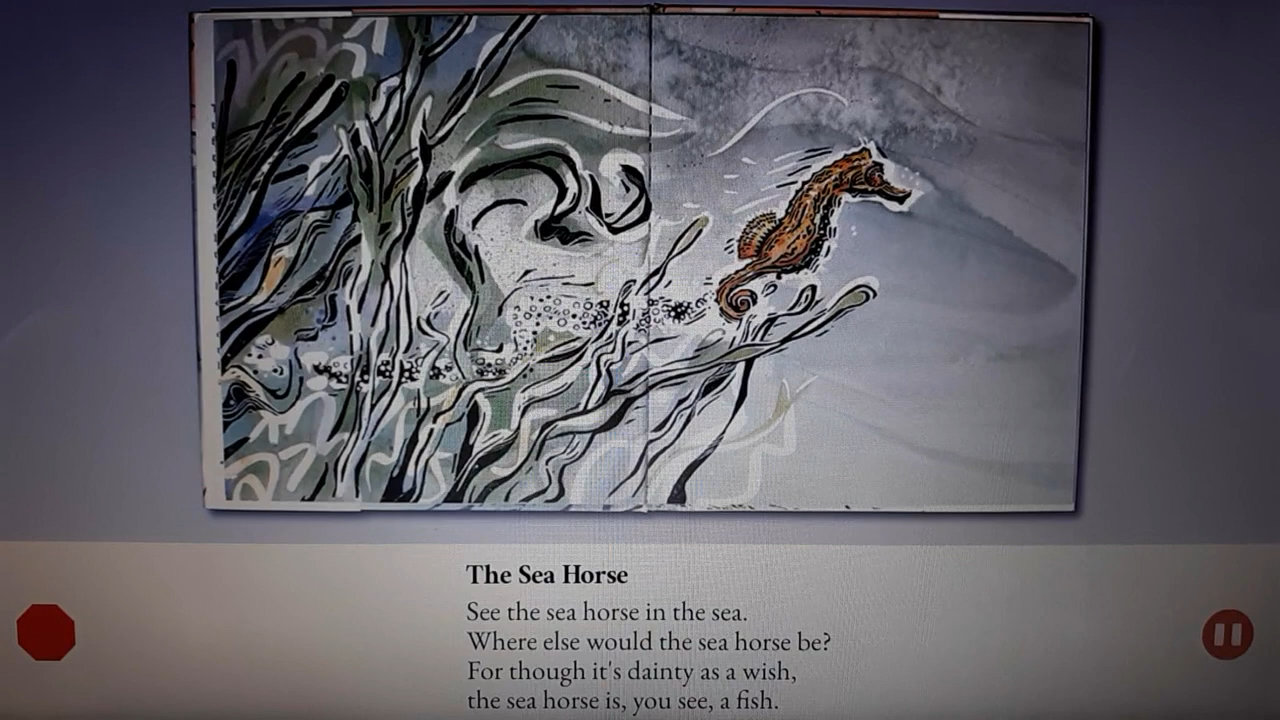 The Sea Horse
See the sea horse in the sea.
Where else would the sea horse be?
For though it's dainty as a wish,
the sea horse is, you see, a fish.